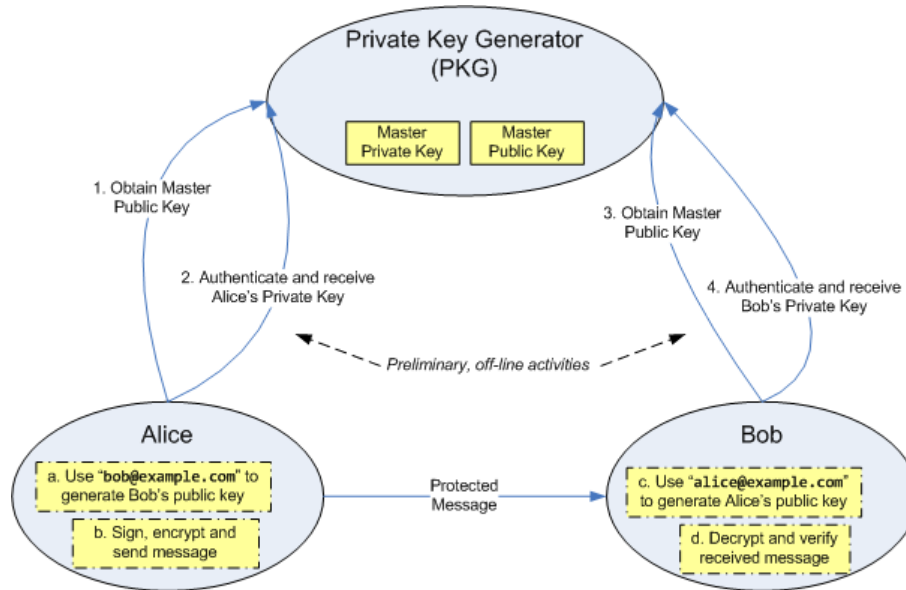 Private Key Generator
(PKG)
Master
Private Key
Master
Public Key
1. Obtain Master
Public Key
2. Authenticate and receive
Alice's Private Key
3. Obtain Master
Public Key
4. Authenticate and receive
Bob's Private Key
Preliminary, off-line activities
Alice
a. Use “bob@example.com” to
generate Bob's public key
b. Sign, encrypt and
send message
Protected
Message
Bob
c. Use “alice@example.com”
to generate Alice's public key
d. Decrypt and verify
received message